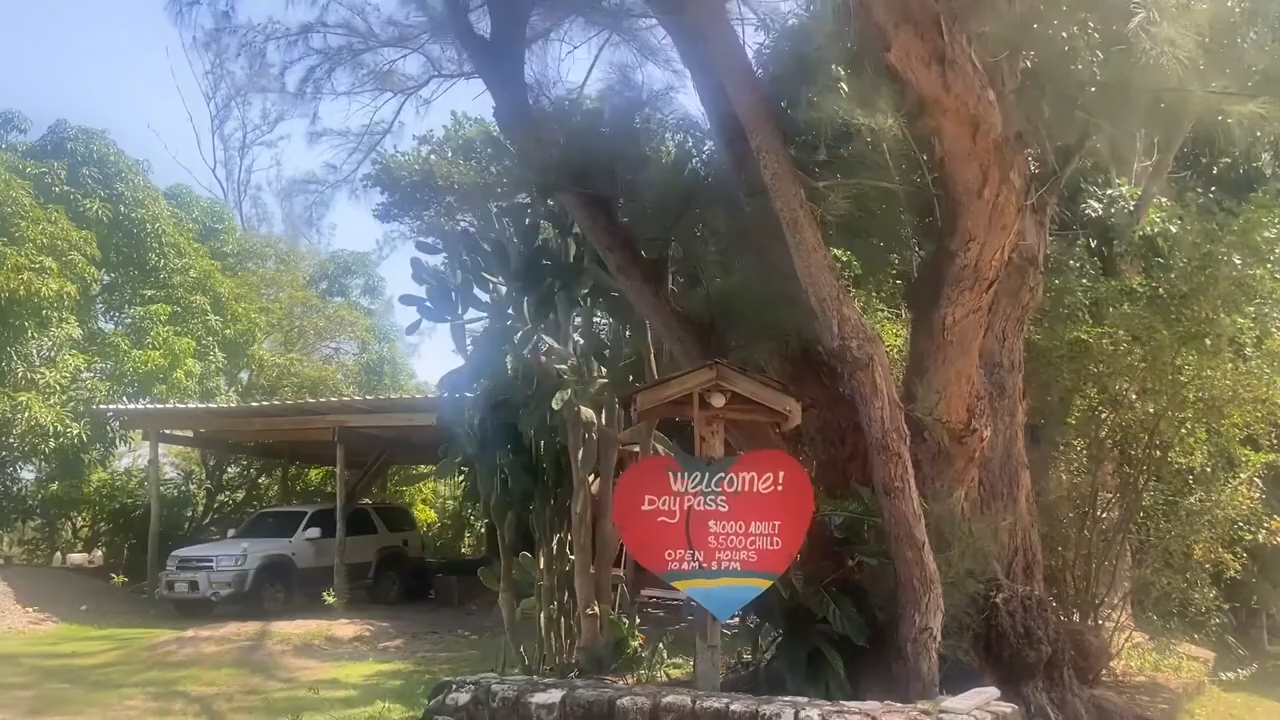 Welcome!
Day Pass
$1000 ADULT
$500 CHILD
OPEN HOURS
10AM-5PM